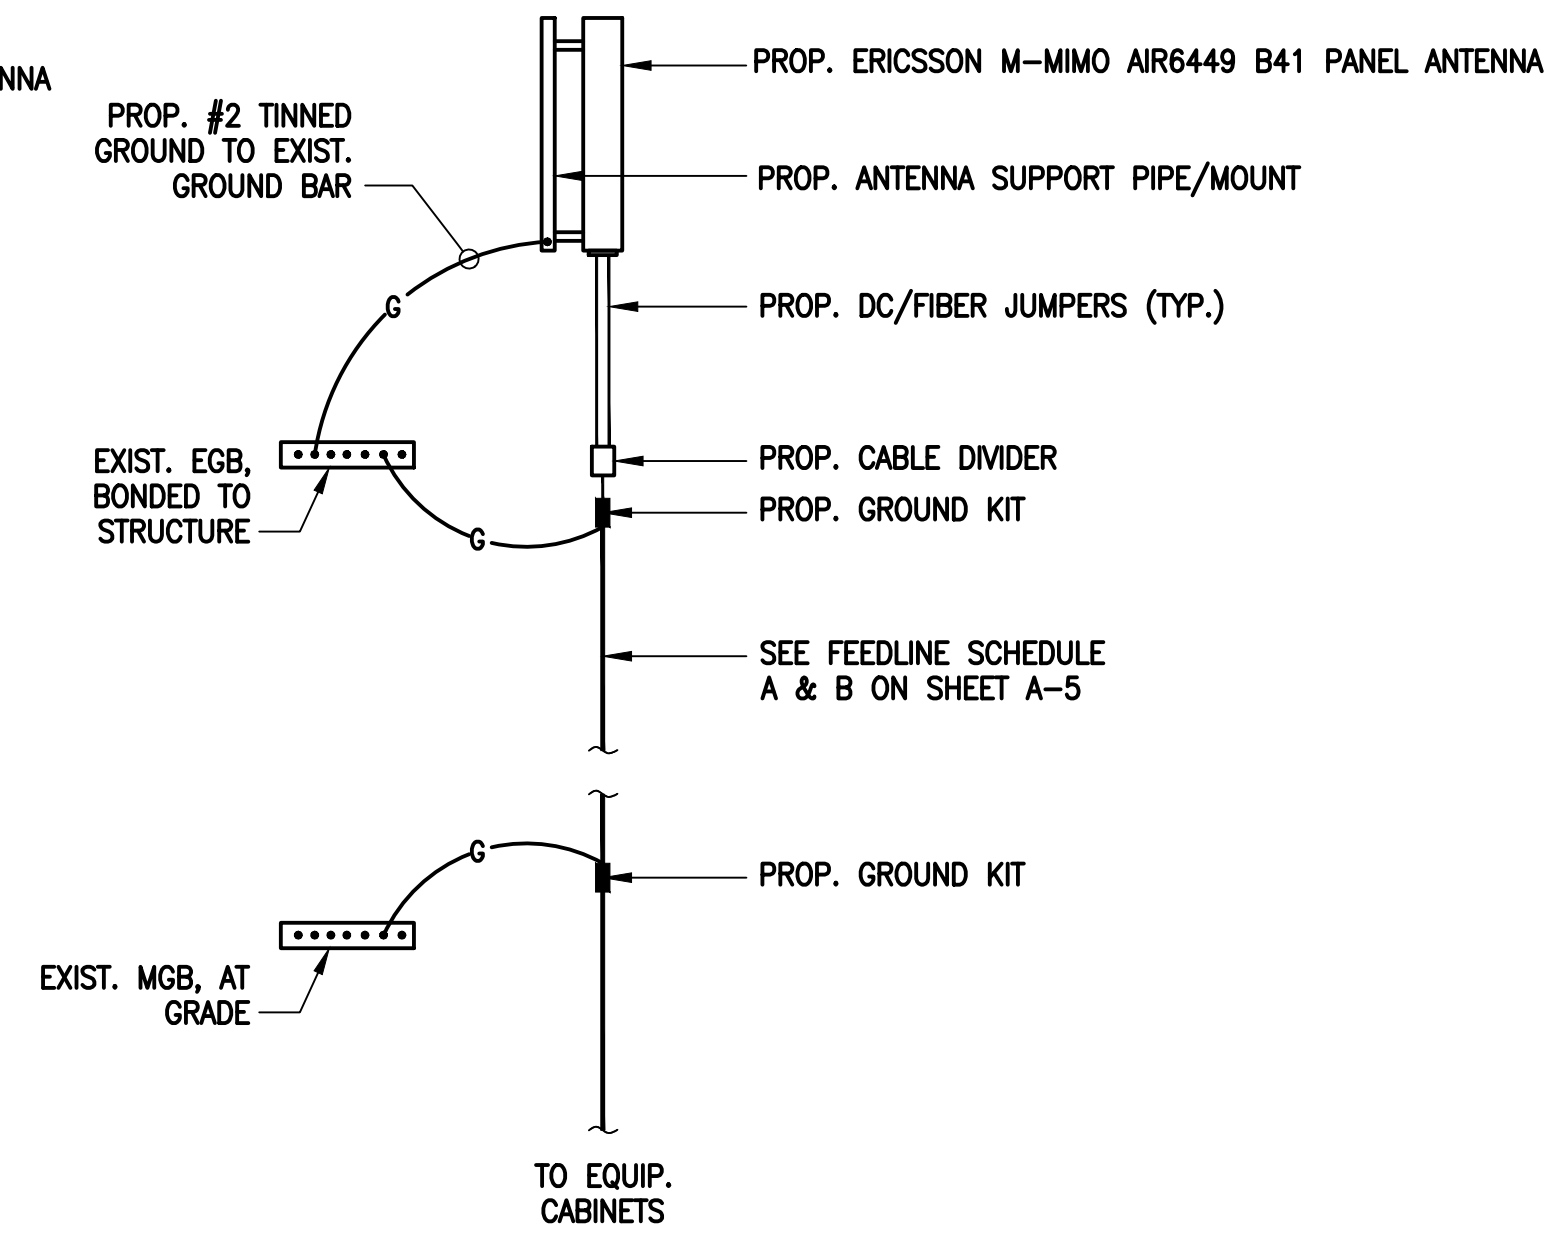 NNA
PROP. ERICSSON M-MIMO AIR6449 B41 PANEL ANTENNA
PROP. #2 TINNED
GROUND TO EXIST.
GROUND BAR
PROP. ANTENNA SUPPORT PIPE/MOUNT
G
PROP. DC/FIBER JUMPERS (TYP.)
EXIST. EGB,
BONDED TO
STRUCTURE
PROP. CABLE DIVIDER
PROP. GROUND KIT
G
SEE FEEDLINE SCHEDULE
A & B ON SHEET A-5
G
PROP. GROUND KIT
EXIST. MGB, AT
GRADE
TO EQUIP.
CABINETS